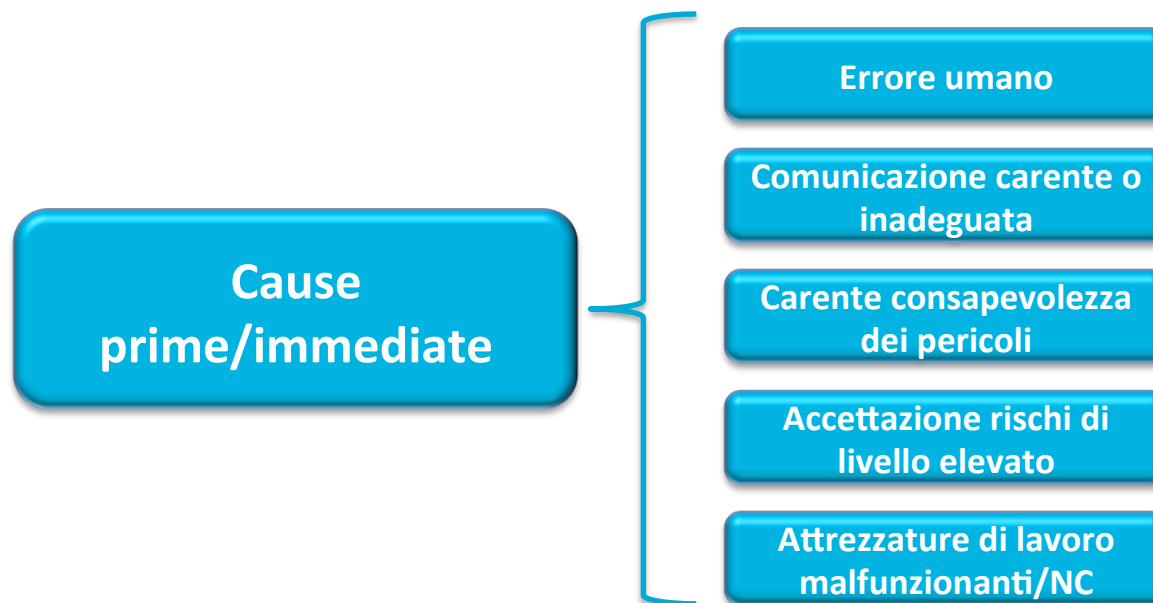 Cause
prime/immediate
Errore umano
Comunicazione carente o
inadeguata
Carente consapevolezza
dei pericoli
Accettazione rischi di
livello elevato
Attrezzature di lavoro
malfunzionanti/NC